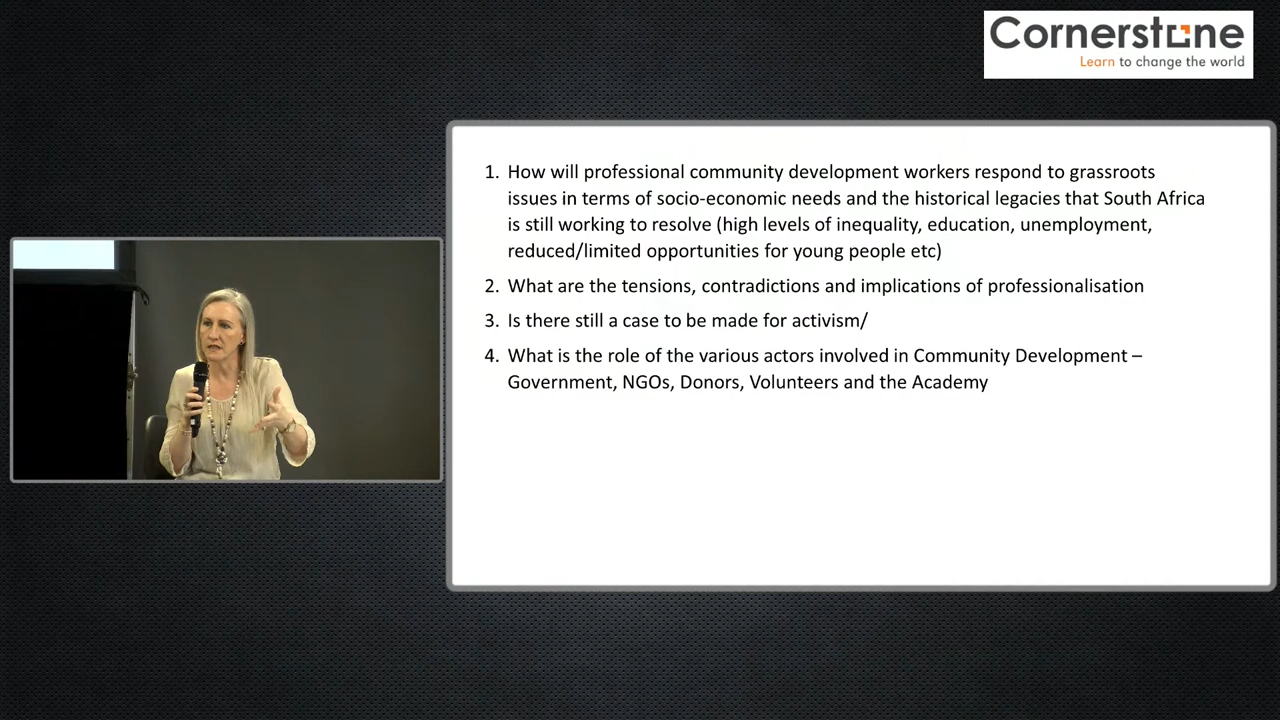 Cornerstone
Learn to change the world
1. How will professional community development workers respond to grassroots
issues in terms of socio-economic needs and the historical legacies that South Africa
is still working to resolve (high levels of inequality, education, unemployment,
reduced/limited opportunities for young people etc)
2. What are the tensions, contradictions and implications of professionalisation
3. Is there still a case to be made for activism/
4. What is the role of the various actors involved in Community Development –
Government, NGOs, Donors, Volunteers and the Academy